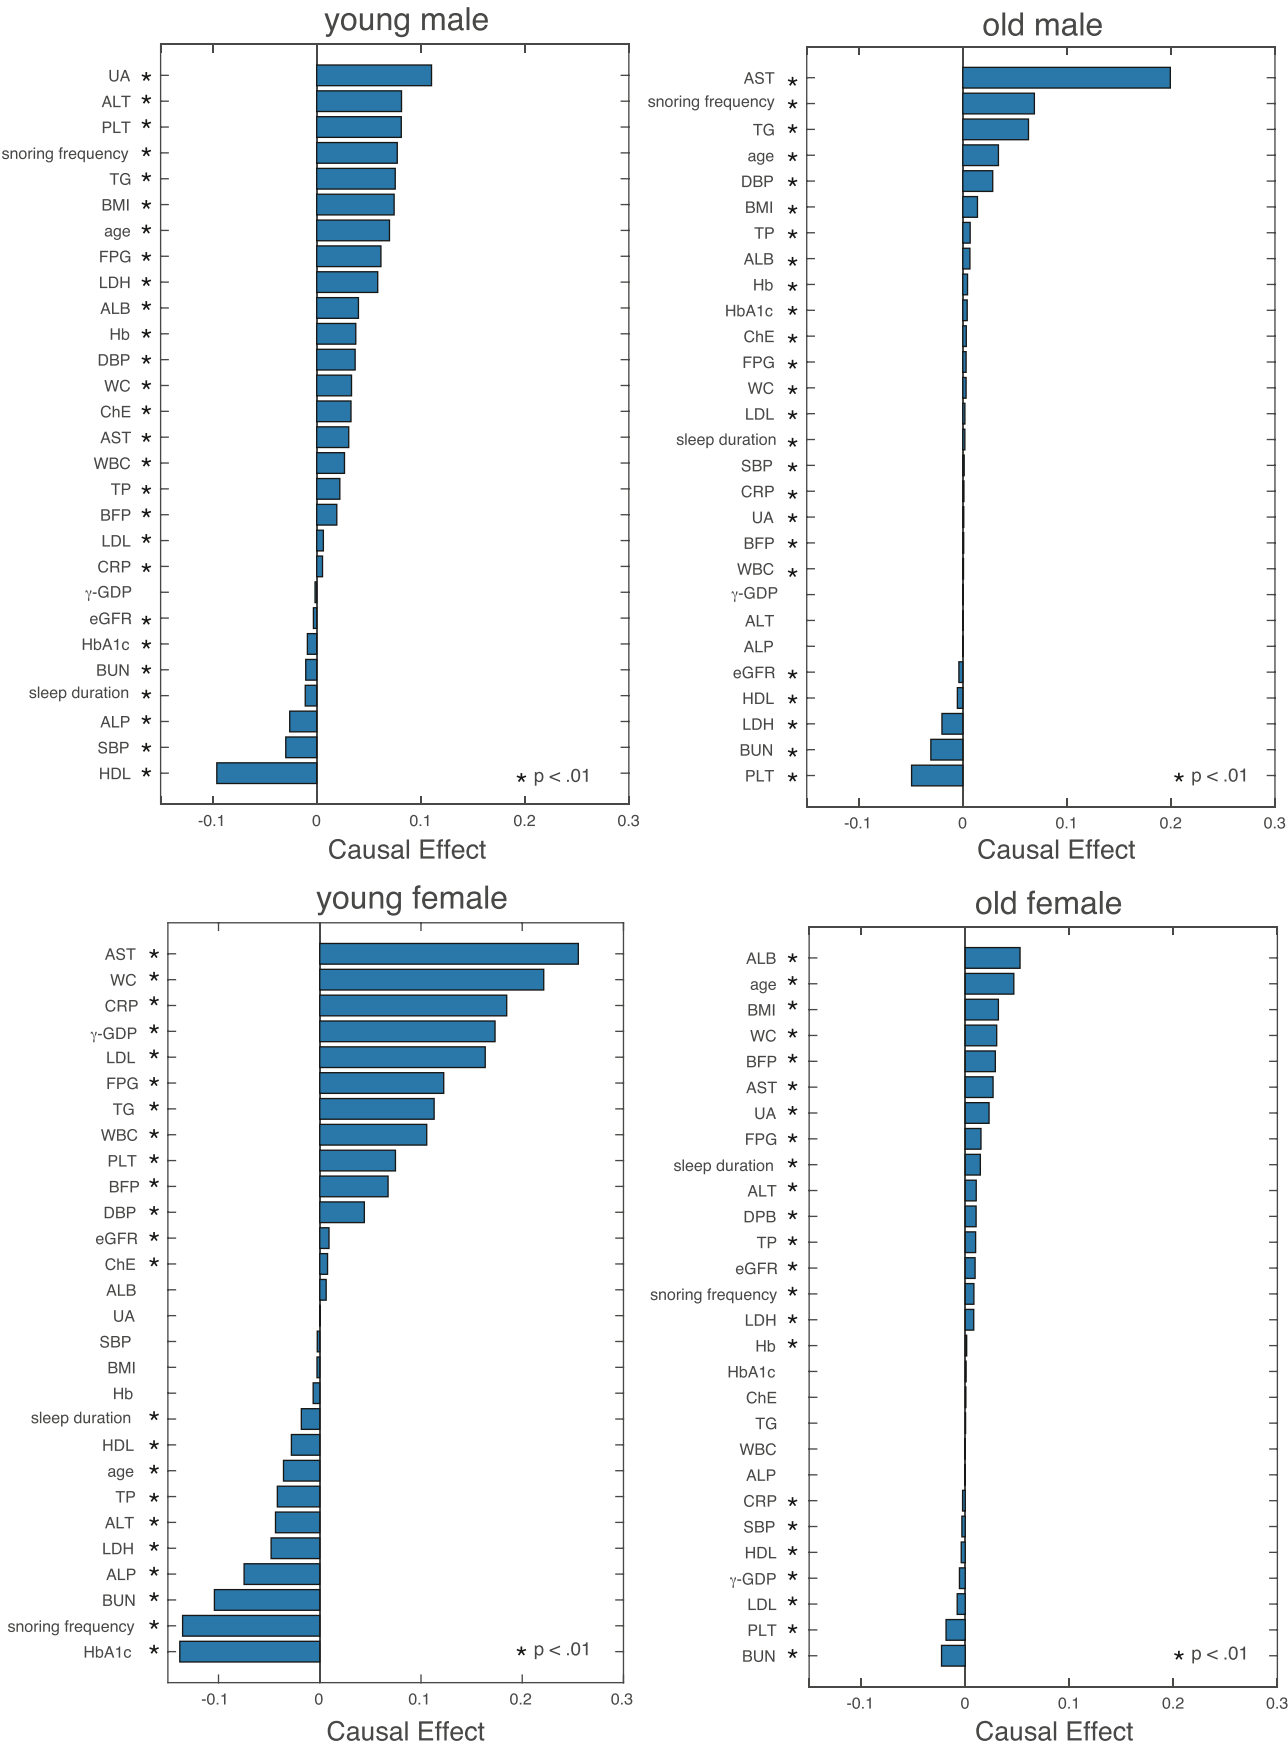 young male
UA *
ALT *
PLT *
snoring frequency *
TG *
BMI *
age *
FPG *
LDH *
ALB *
Hb *
DBP *
WC *
ChE *
AST *
WBC *
TP *
BFP *
LDL *
CRP *
γ-GDP
eGFR *
HbA1c *
BUN *
sleep duration *
ALP *
SBP *
HDL *
* p < .01
-0.1 0 0.1 0.2 0.3
Causal Effect
old male
AST *
snoring frequency *
TG *
age *
DBP *
BMI *
TP *
ALB *
Hb *
HbA1c *
ChE *
FPG *
WC *
LDL *
sleep duration *
SBP *
CRP *
UA *
BFP *
WBC *
γ-GDP
ALT
ALP
eGFR *
HDL *
LDH *
BUN *
PLT *
* p < .01
-0.1 0 0.1 0.2 0.3
Causal Effect
young female
AST *
WC *
CRP *
γ-GDP *
LDL *
FPG *
TG *
WBC *
PLT *
BFP *
DBP *
eGFR *
ChE *
ALB
UA
SBP
BMI
Hb
sleep duration *
HDL *
age *
TP *
ALT *
LDH *
ALP *
BUN *
snoring frequency *
HbA1c *
* p < .01
-0.1 0 0.1 0.2 0.3
Causal Effect
old female
ALB *
age *
BMI *
WC *
BFP *
AST *
UA *
FPG *
sleep duration *
ALT *
DPB *
TP *
eGFR *
snoring frequency *
LDH *
Hb *
HbA1c
ChE
TG
WBC
ALP
CRP *
SBP *
HDL *
γ-GDP *
LDL *
PLT *
BUN *
* p < .01
-0.1 0 0.1 0.2 0.3
Causal Effect